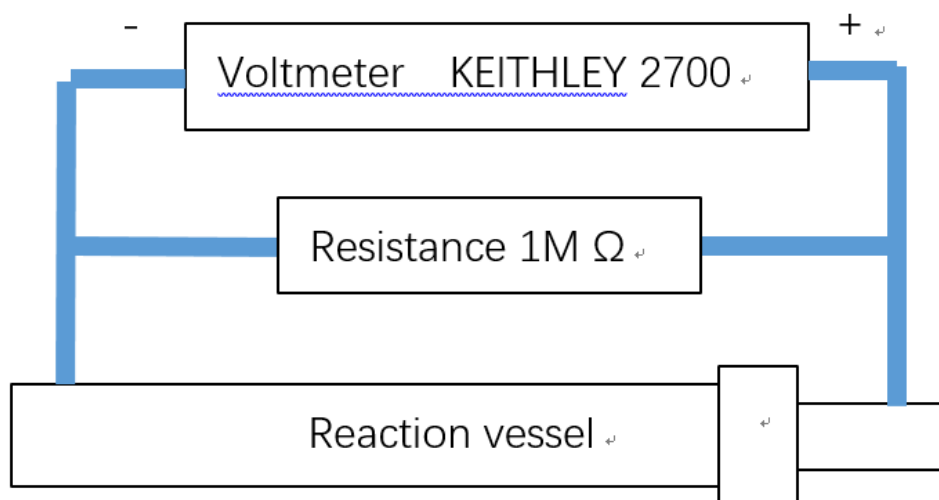 - +
Voltmeter KEITHLEY 2700
Resistance 1M Ω
Reaction vessel